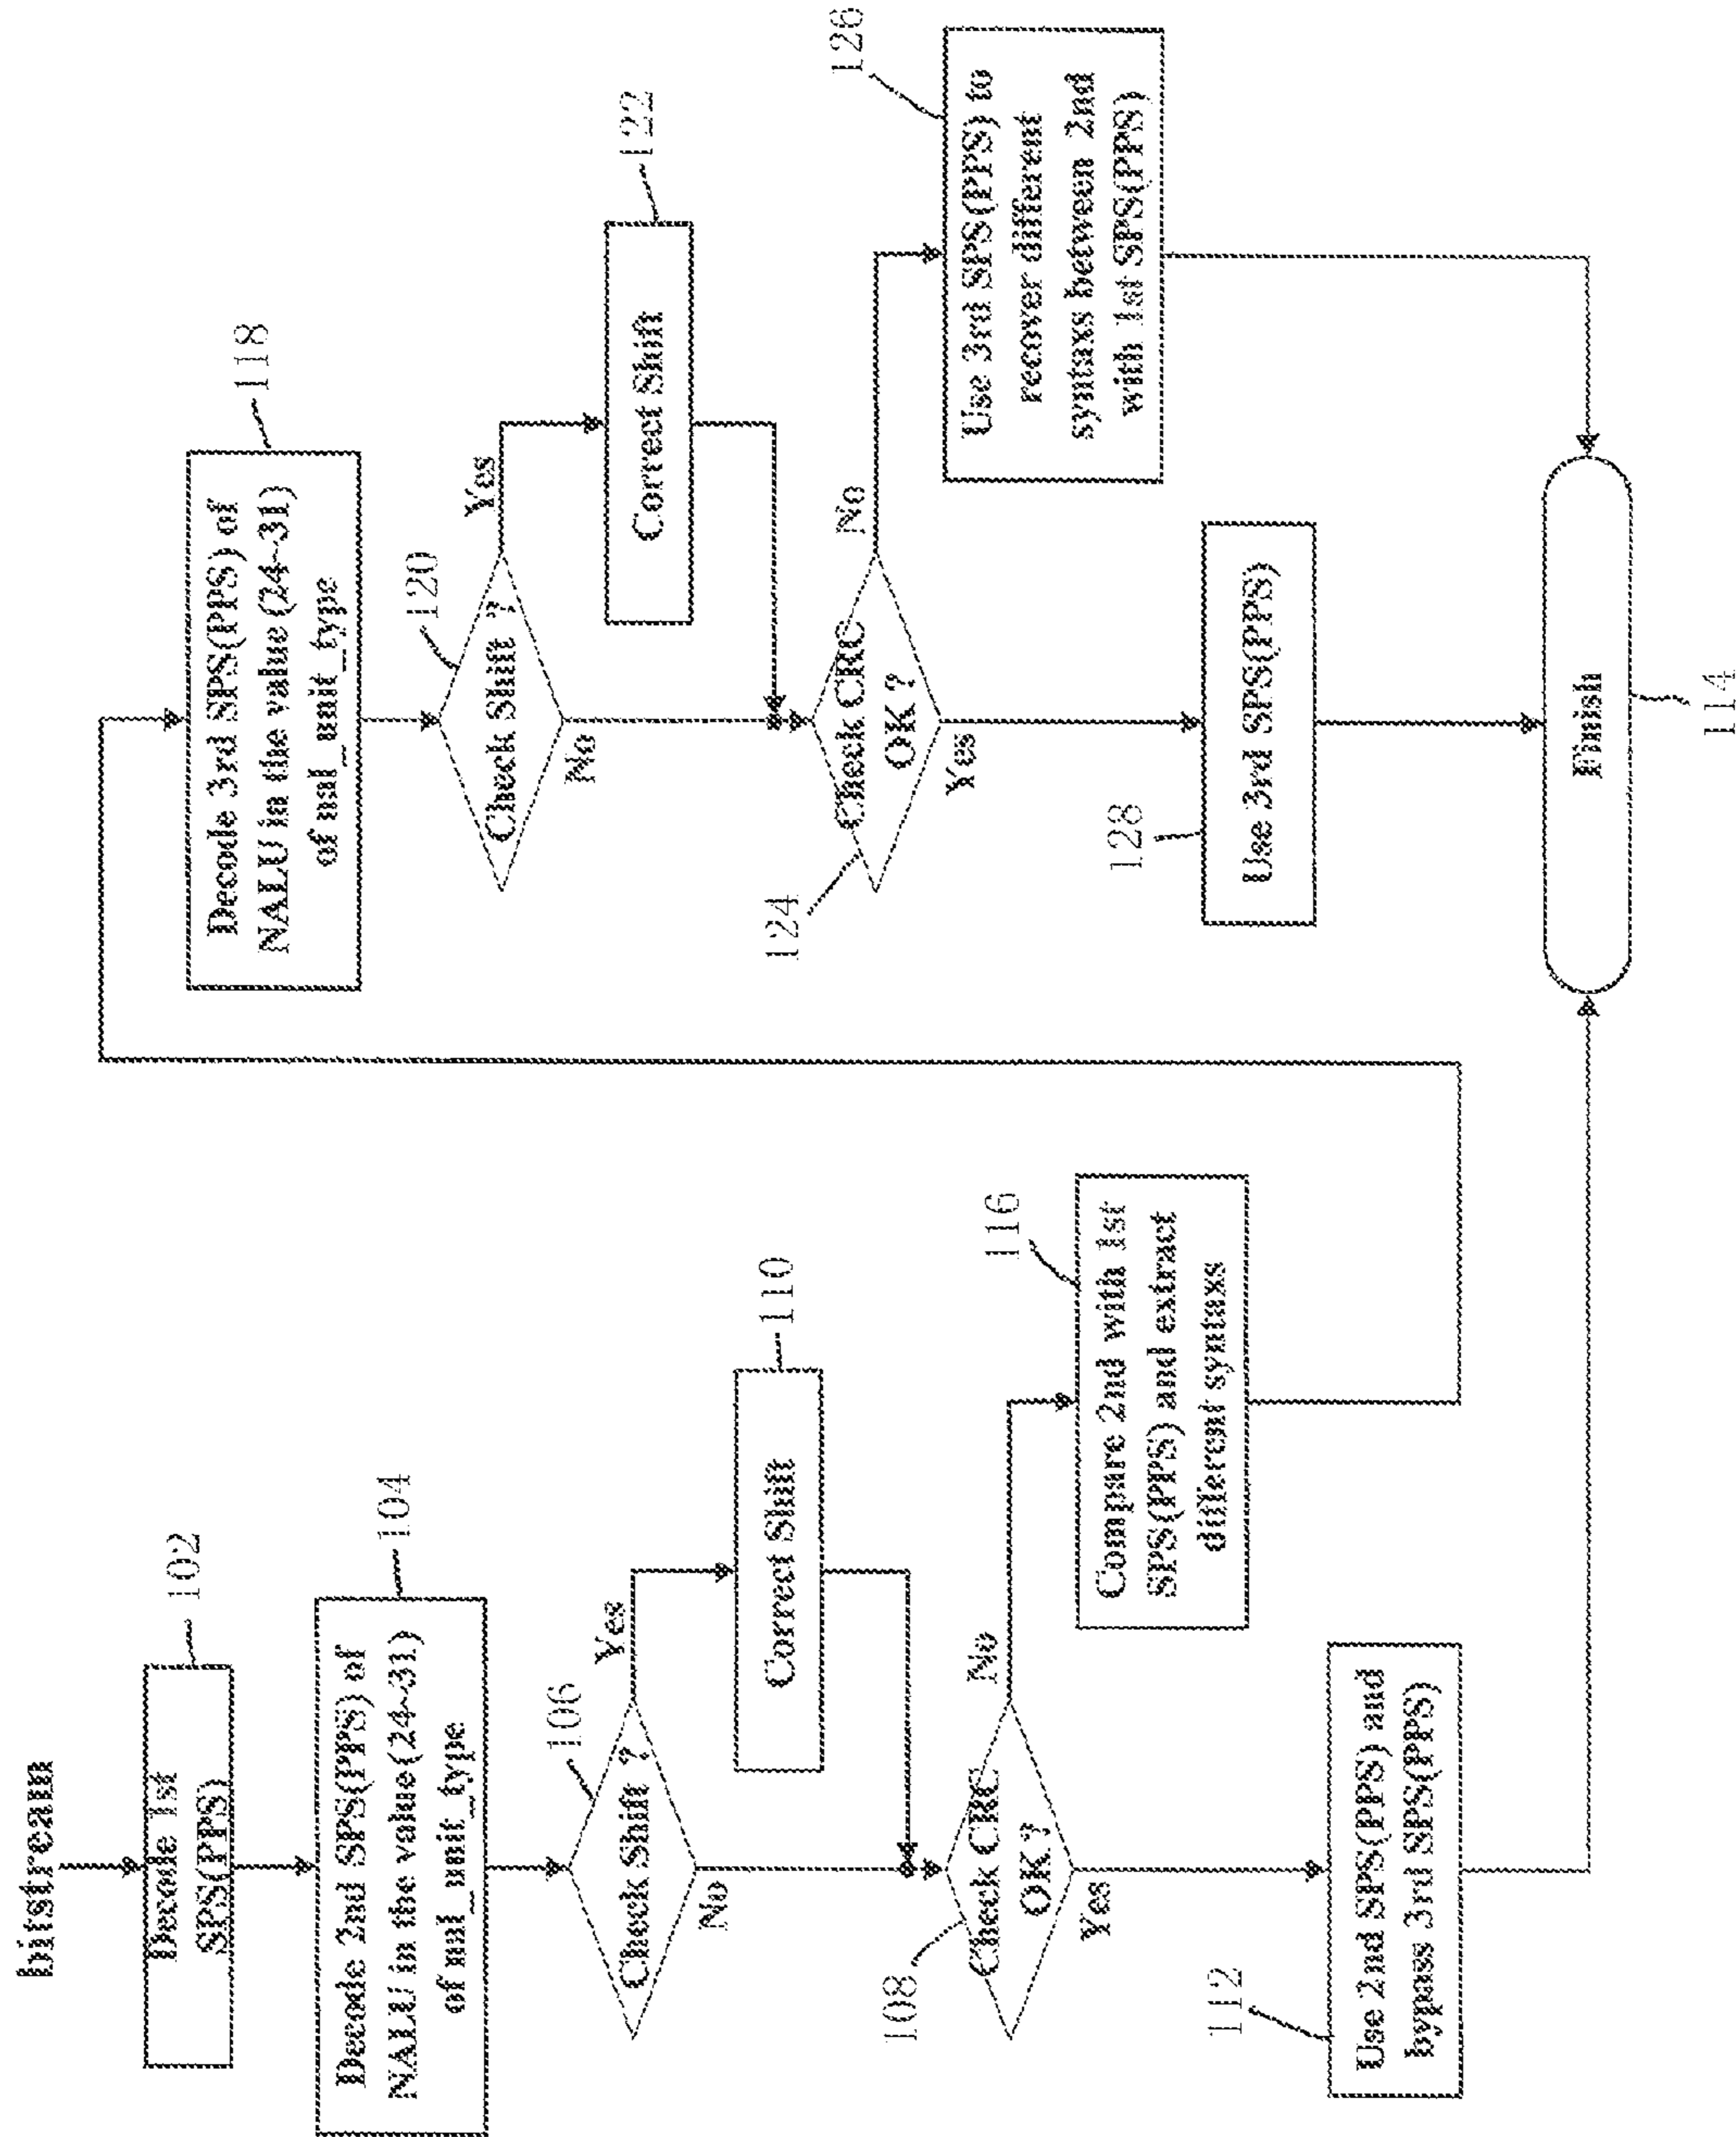 bitstream
Decode 1st
SPS(PPS)
102
Decode 2nd SPS(PPS) of
NALU in the value(24~31)
of nal_unit_type
104
Check Shift ?
106
Yes
No
Correct Shift
110
Check CRC
OK ?
108
No
Yes
Compare 2nd with 1st
SPS(PPS) and extract
different syntaxs
116
Use 2nd SPS(PPS) and
bypass 3rd SPS(PPS)
112
Decode 3rd SPS(PPS) of
NALU in the value(24~31)
of nal_unit_type
118
Check Shift ?
120
Yes
No
Correct Shift
122
Check CRC
OK ?
124
No
Yes
Use 3rd SPS(PPS) to
recover different
syntaxs between 2nd
with 1st SPS(PPS)
126
Use 3rd SPS(PPS)
128
Finish
114